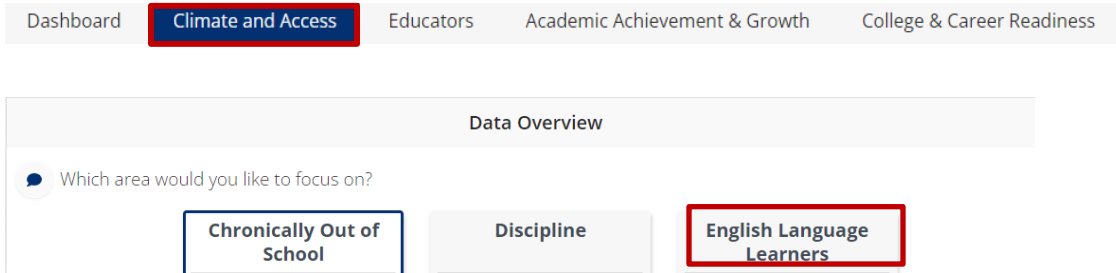 Dashboard Climate and Access Educators Academic Achievement & Growth College & Career Readiness
Data Overview
Which area would you like to focus on?
Chronically Out of School
Discipline
English Language Learners